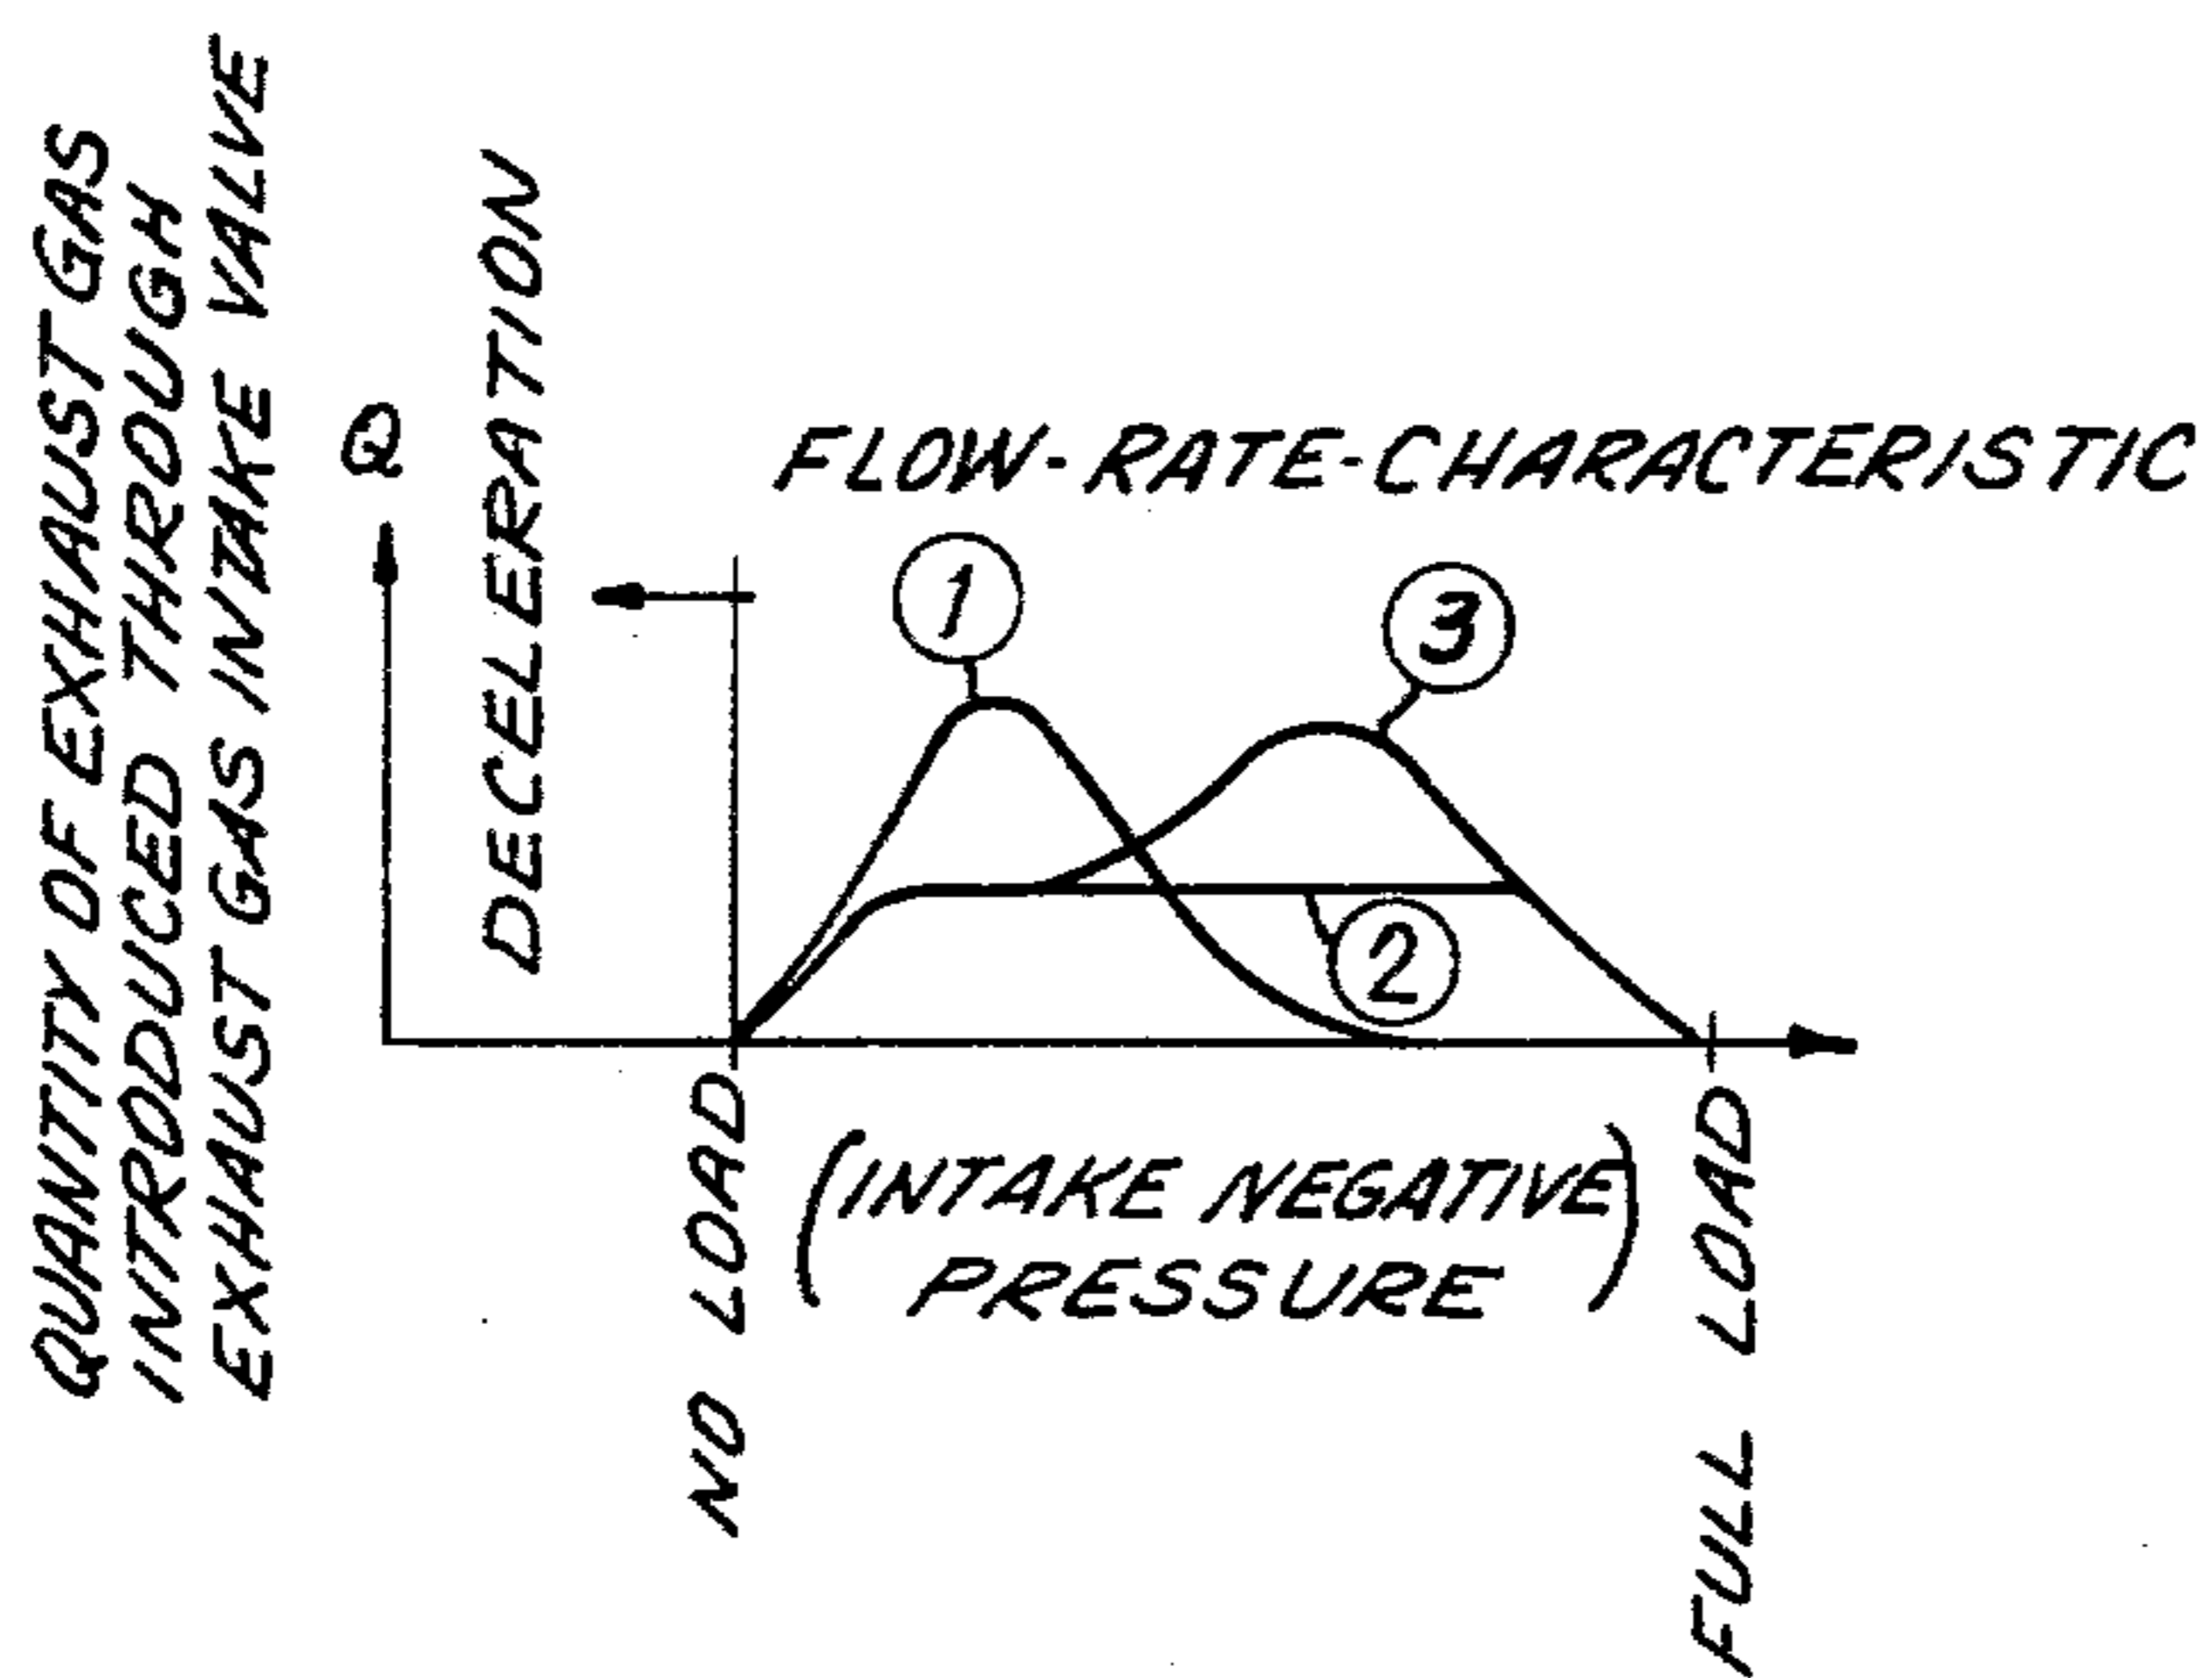 QUANTITY OF EXHAUST GAS
INTRODUCED THROUGH
EXHAUST GAS INTAKE VALVE
Q
DECELERATION
FLOW-RATE-CHARACTERISTIC
1
3
2
NO LOAD
(INTAKE NEGATIVE
PRESSURE)
FULL LOAD